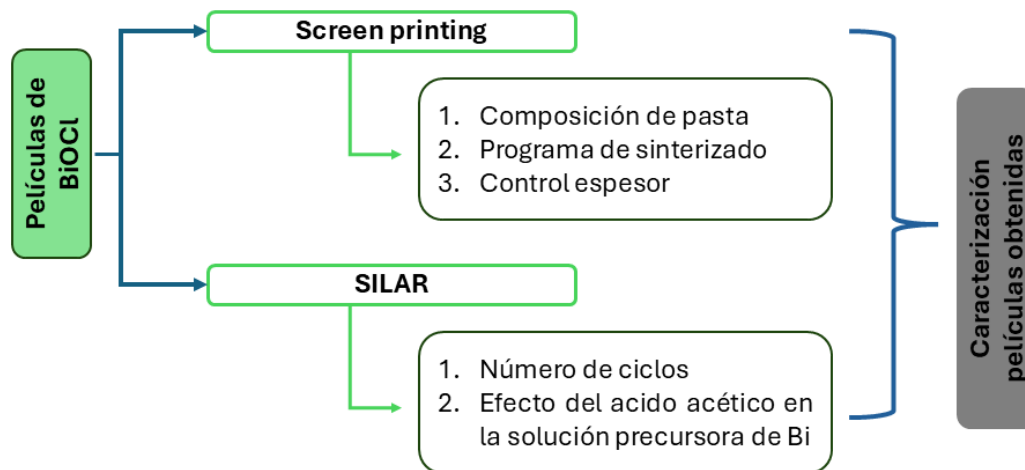 Películas de
BiOCl
Screen printing
1. Composición de pasta
2. Programa de sinterizado
3. Control espesor
SILAR
1. Número de ciclos
2. Efecto del acido acético en
la solución precursora de Bi
Caracterización
películas obtenidas